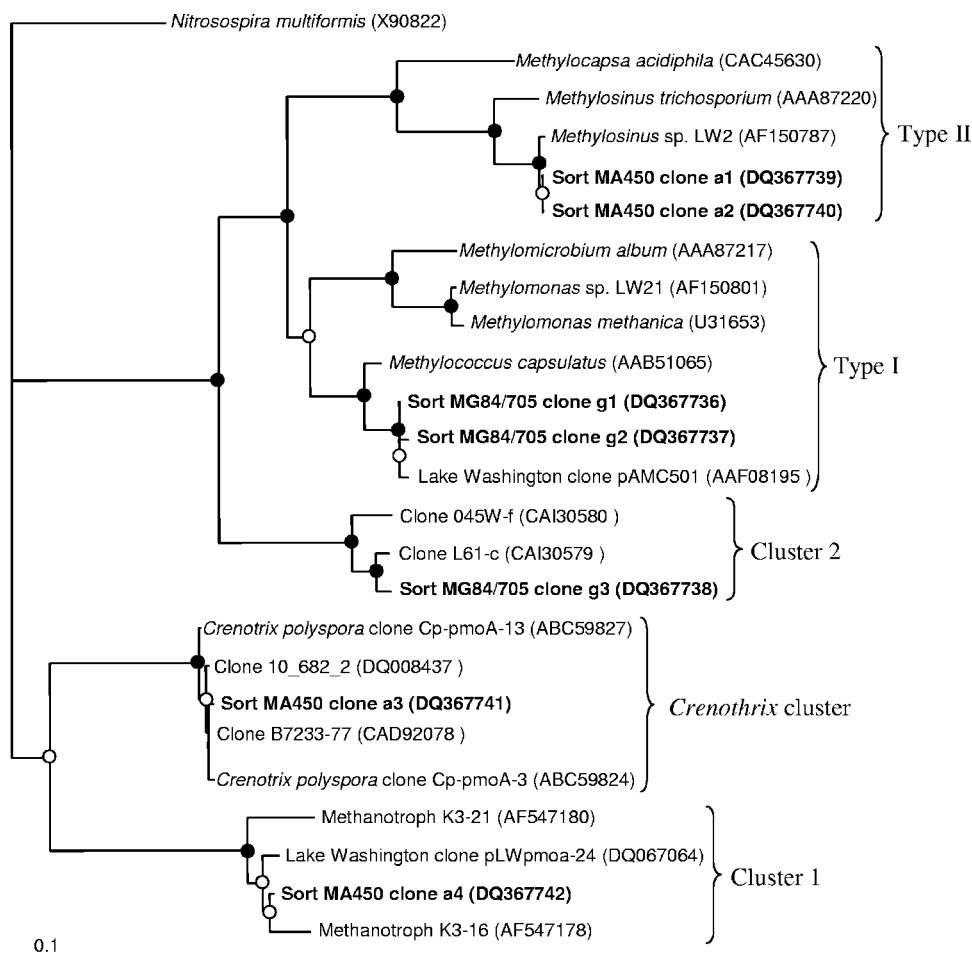 Nitrosospira multiformis (X90822)
Methylocapsa acidiphila (CAC45630)
Methylosinus trichosporium (AAA87220)
Methylosinus sp. LW2 (AF150787)
Sort MA450 clone a1 (DQ367739)
Sort MA450 clone a2 (DQ367740)
Type II
Methylomicrobium album (AAA87217)
Methylomonas sp. LW21 (AF150801)
Methylomonas methanica (U31653)
Methylococcus capsulatus (AAB51065)
Sort MG84/705 clone g1 (DQ367736)
Sort MG84/705 clone g2 (DQ367737)
Lake Washington clone pAMC501 (AAF08195 )
Type I
Clone 045W-f (CAI30580 )
Clone L61-c (CAI30579 )
Sort MG84/705 clone g3 (DQ367738)
Cluster 2
Crenotrix polyspora clone Cp-pmoA-13 (ABC59827)
Clone 10_682_2 (DQ008437 )
Sort MA450 clone a3 (DQ367741)
Clone B7233-77 (CAD92078 )
Crenotrix polyspora clone Cp-pmoA-3 (ABC59824)
Crenothrix cluster
Methanotroph K3-21 (AF547180)
Lake Washington clone pLWpmoa-24 (DQ067064)
Sort MA450 clone a4 (DQ367742)
Methanotroph K3-16 (AF547178)
Cluster 1
0.1